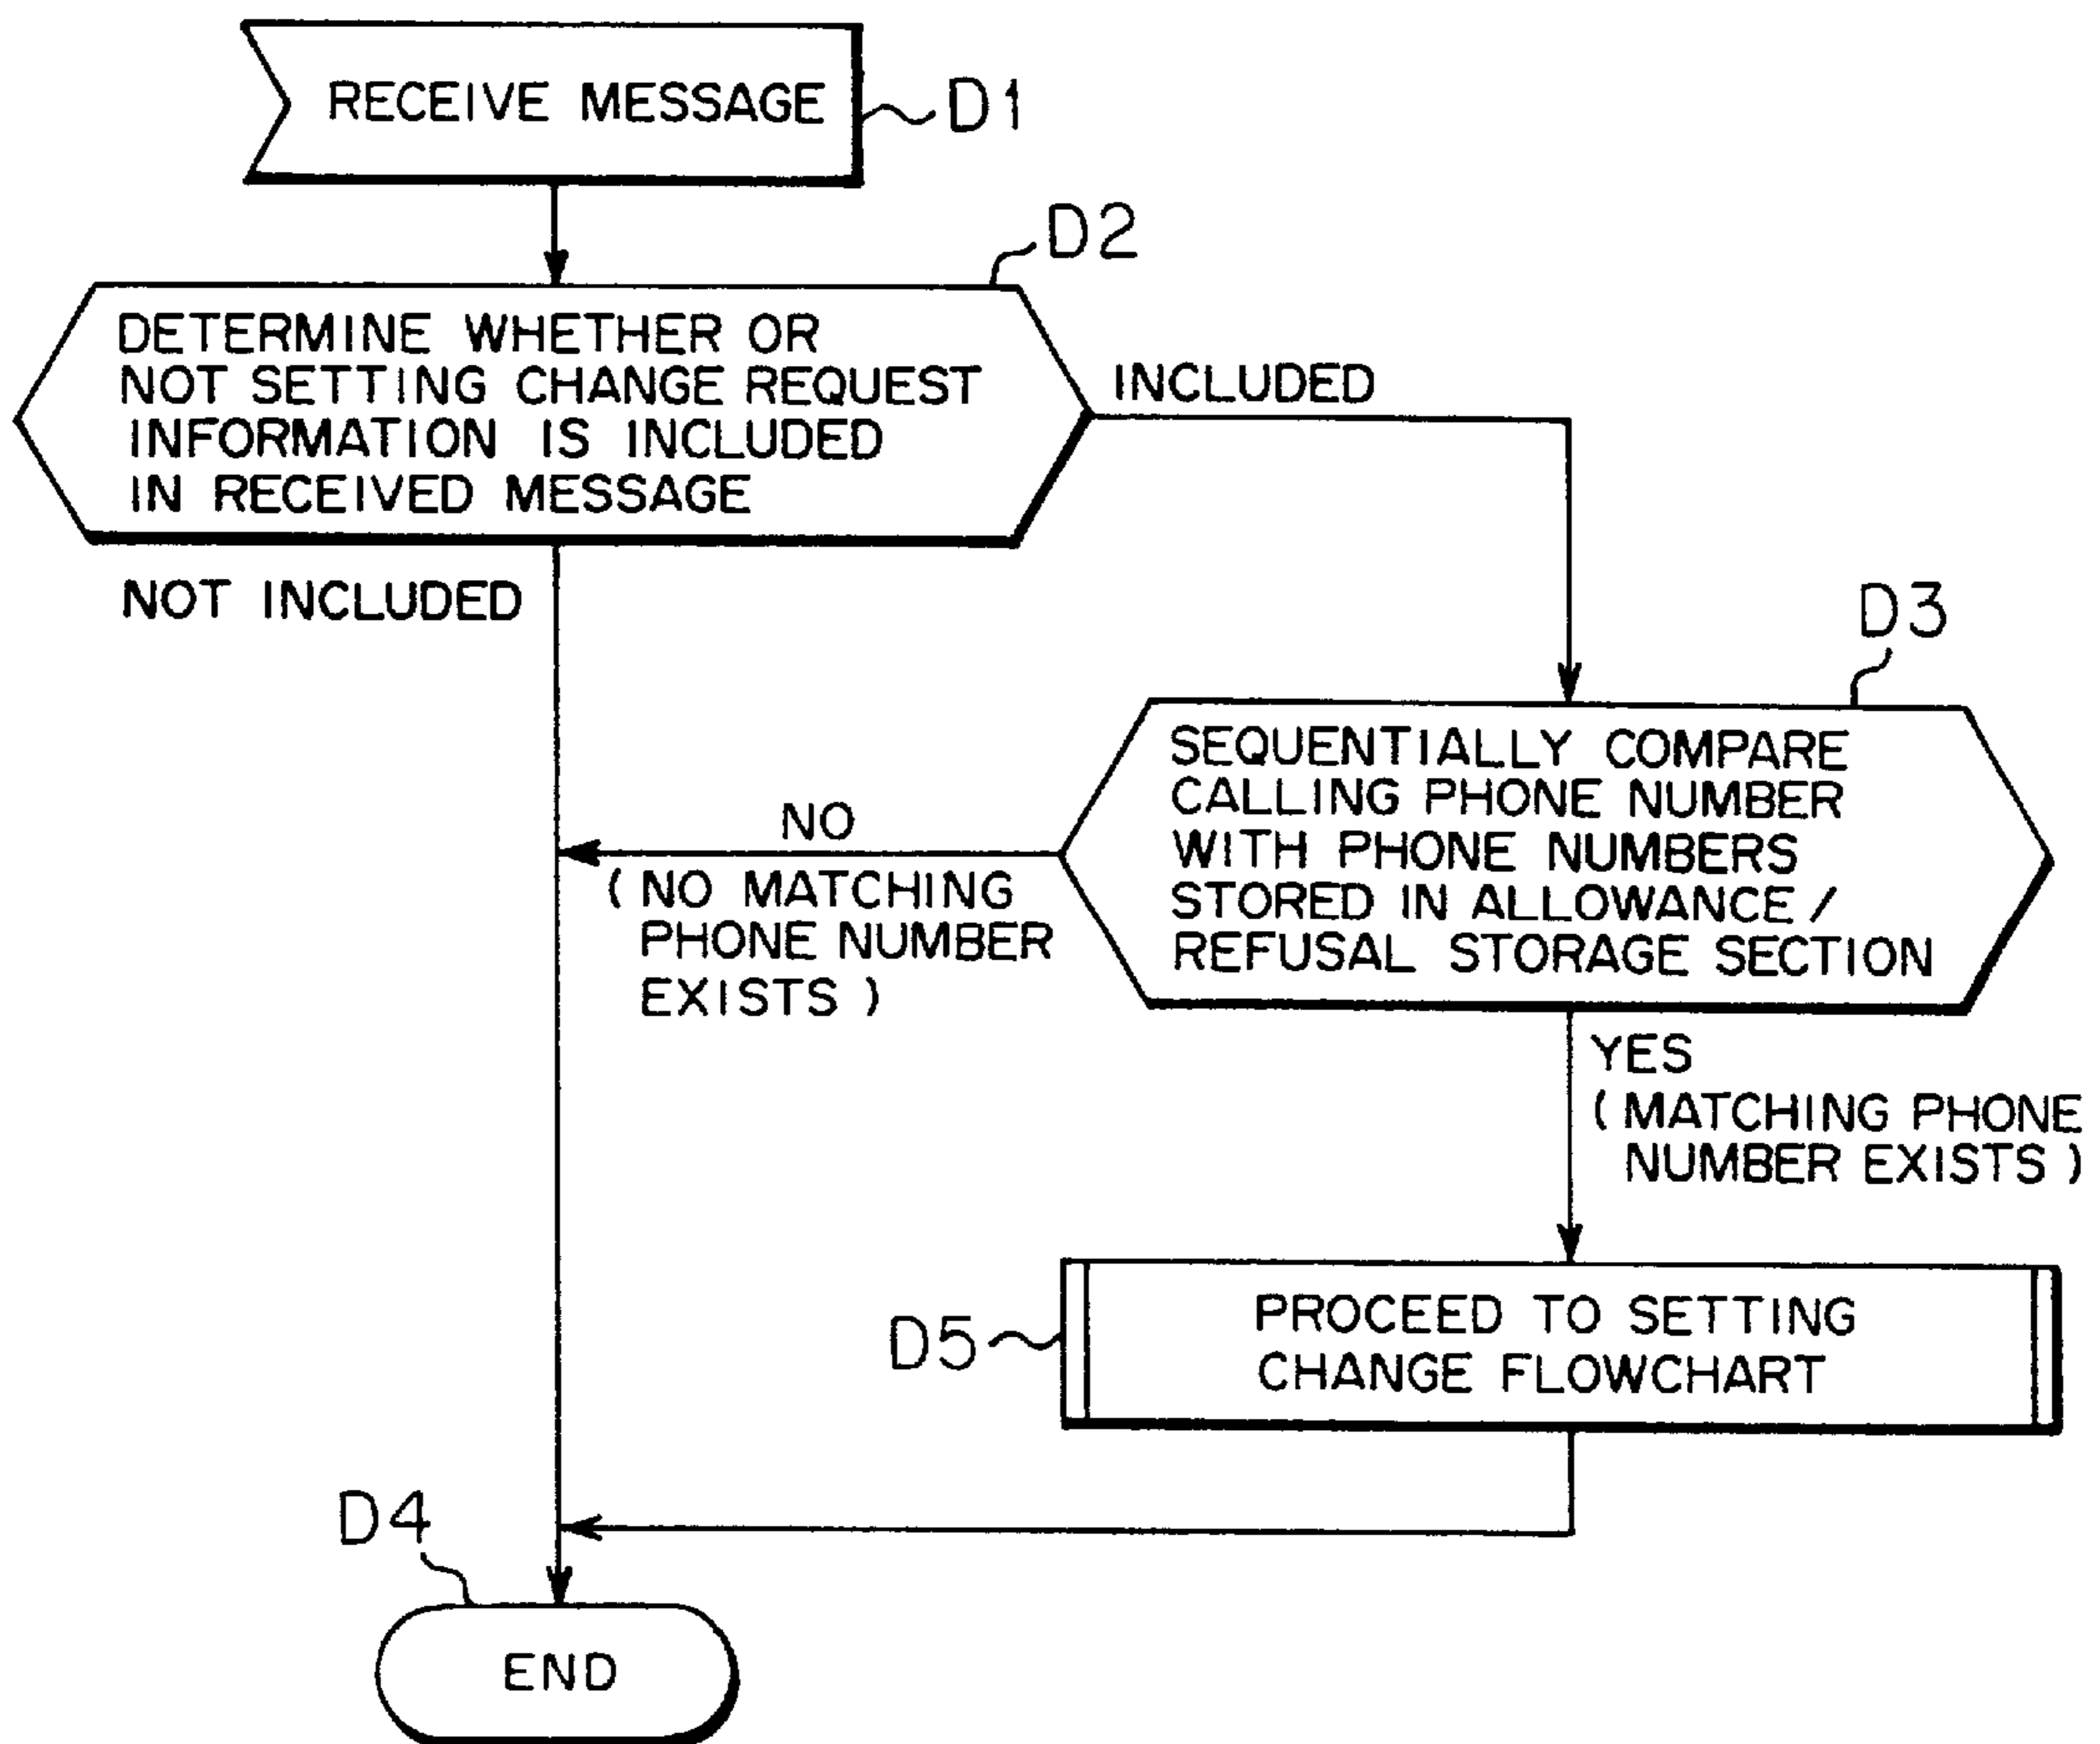 RECEIVE MESSAGE
D1
D2
DETERMINE WHETHER OR
NOT SETTING CHANGE REQUEST
INFORMATION IS INCLUDED
IN RECEIVED MESSAGE
INCLUDED
NOT INCLUDED
D3
SEQUENTIALLY COMPARE
CALLING PHONE NUMBER
WITH PHONE NUMBERS
STORED IN ALLOWANCE/
REFUSAL STORAGE SECTION
NO
(NO MATCHING
PHONE NUMBER
EXISTS)
YES
(MATCHING PHONE
NUMBER EXISTS)
D5
PROCEED TO SETTING
CHANGE FLOWCHART
D4
END